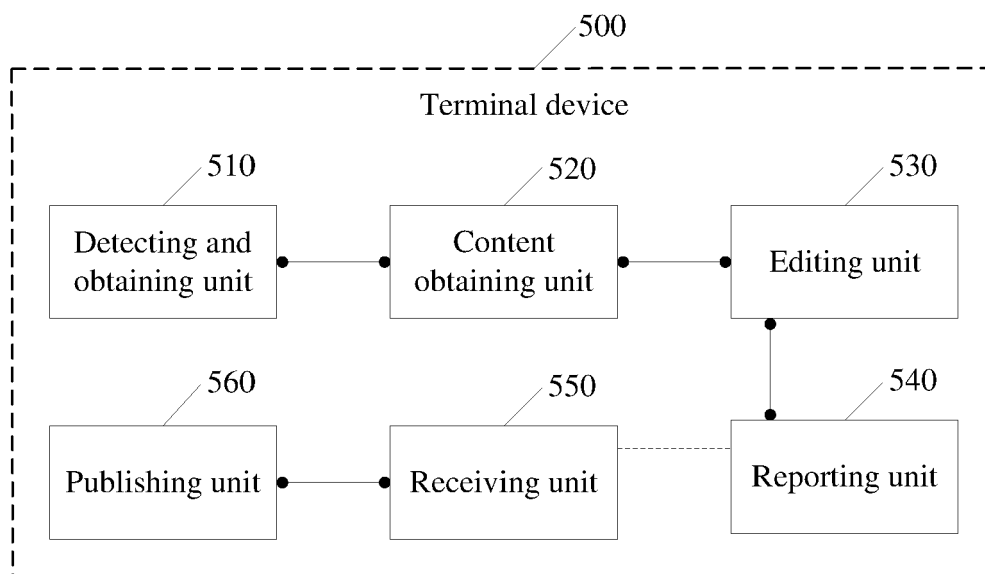 500
Terminal device
510
520
530
Detecting and
obtaining unit
Content
obtaining unit
Editing unit
560
550
540
Publishing unit
Receiving unit
Reporting unit